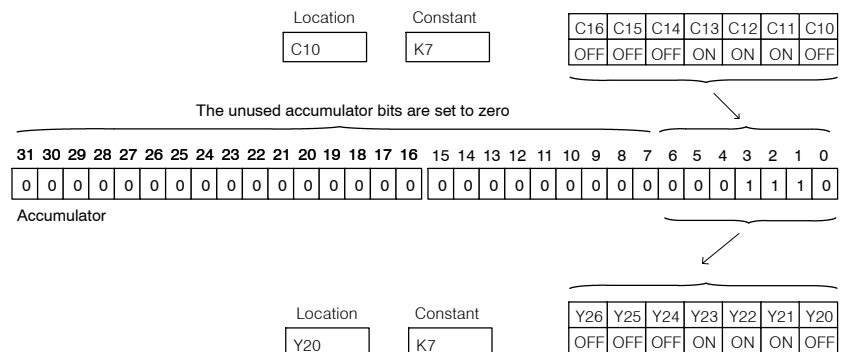 Location Constant
C10 K7
C16 C15 C14 C13 C12 C11 C10
OFF OFF OFF ON ON ON OFF
The unused accumulator bits are set to zero
31 30 29 28 27 26 25 24 23 22 21 20 19 18 17 16 15 14 13 12 11 10 9 8 7 6 5 4 3 2 1 0
0 0 0 0 0 0 0 0 0 0 0 0 0 0 0 0 0 0 0 0 0 0 0 0 0 0 0 0 1 1 1 0
Accumulator
Location Constant
Y20 K7
Y26 Y25 Y24 Y23 Y22 Y21 Y20
OFF OFF OFF ON ON ON OFF